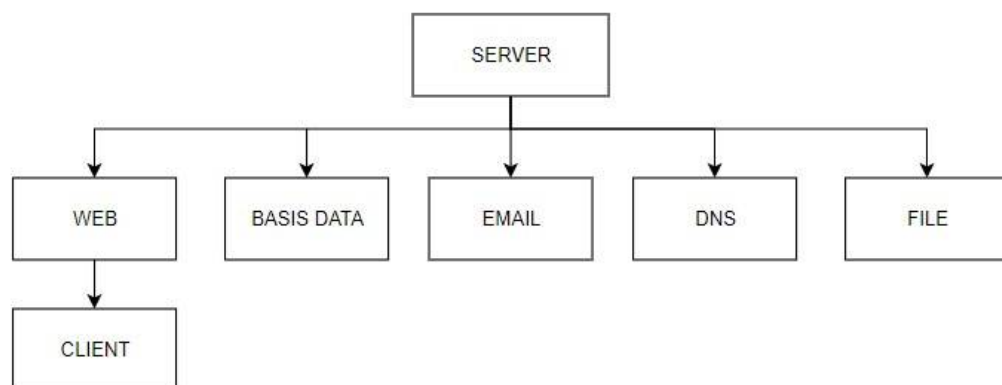 SERVER
WEB
BASIS DATA
EMAIL
DNS
FILE
CLIENT